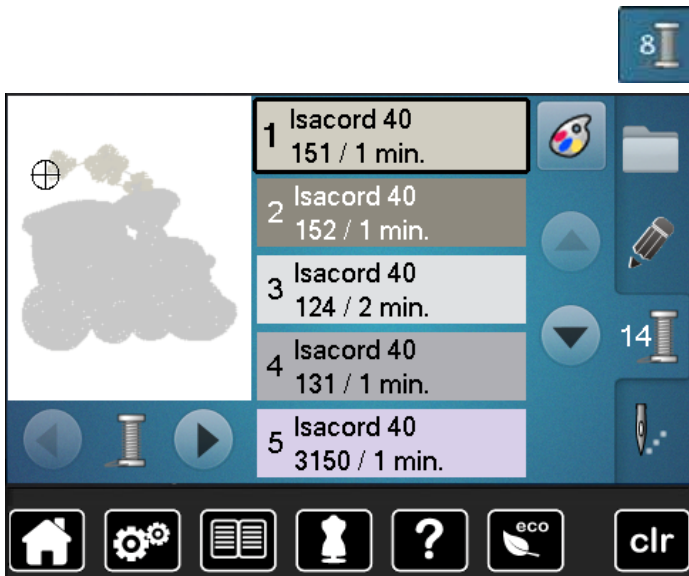 8
1 Isacord 40
151 / 1 min.
2 Isacord 40
152 / 1 min.
3 Isacord 40
124 / 2 min.
14
4 Isacord 40
131 / 1 min.
5 Isacord 40
3150 / 1 min.
?
eco
clr